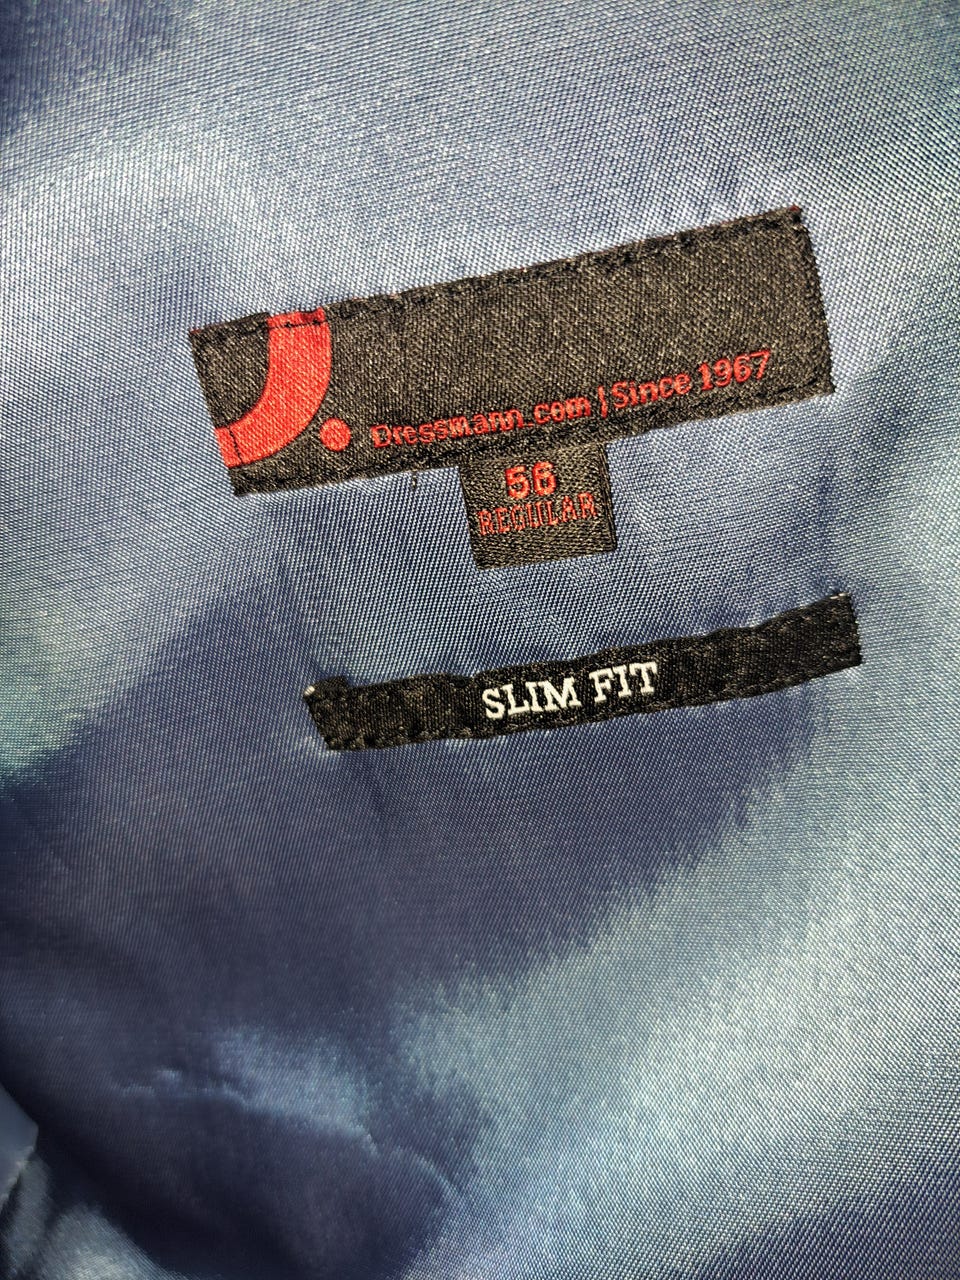 Dressmann.com | Since 1967
56
REGULAR
SLIM FIT